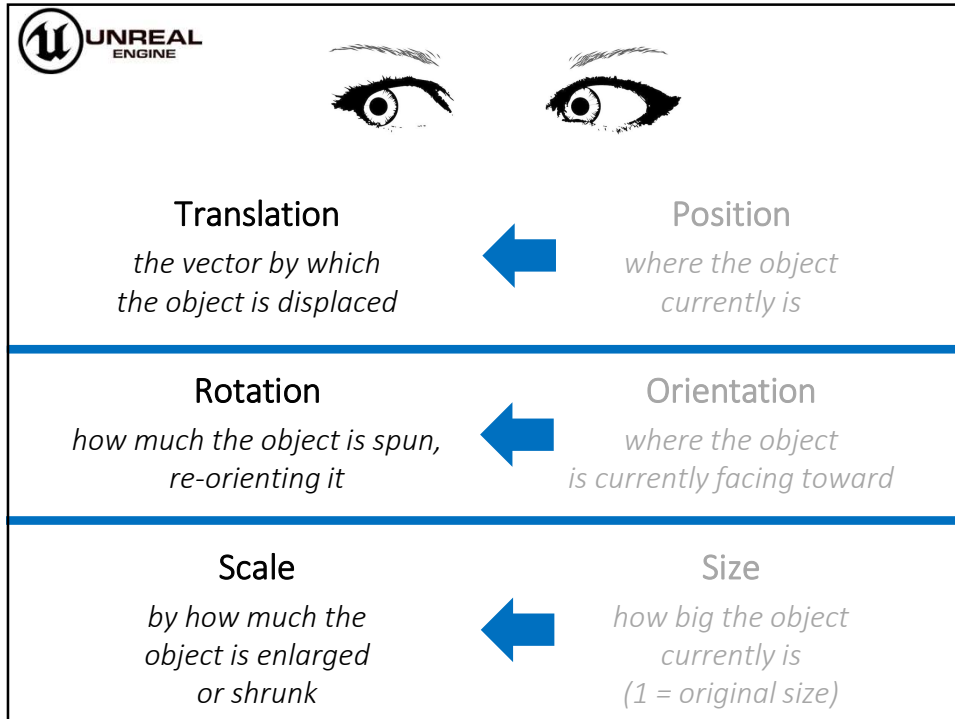 UNREAL
ENGINE
Translation
the vector by which
the object is displaced
Position
where the object
currently is
Rotation
how much the object is spun,
re-orienting it
Orientation
where the object
is currently facing toward
Scale
by how much the
object is enlarged
or shrunk
Size
how big the object
currently is
(1 = original size)